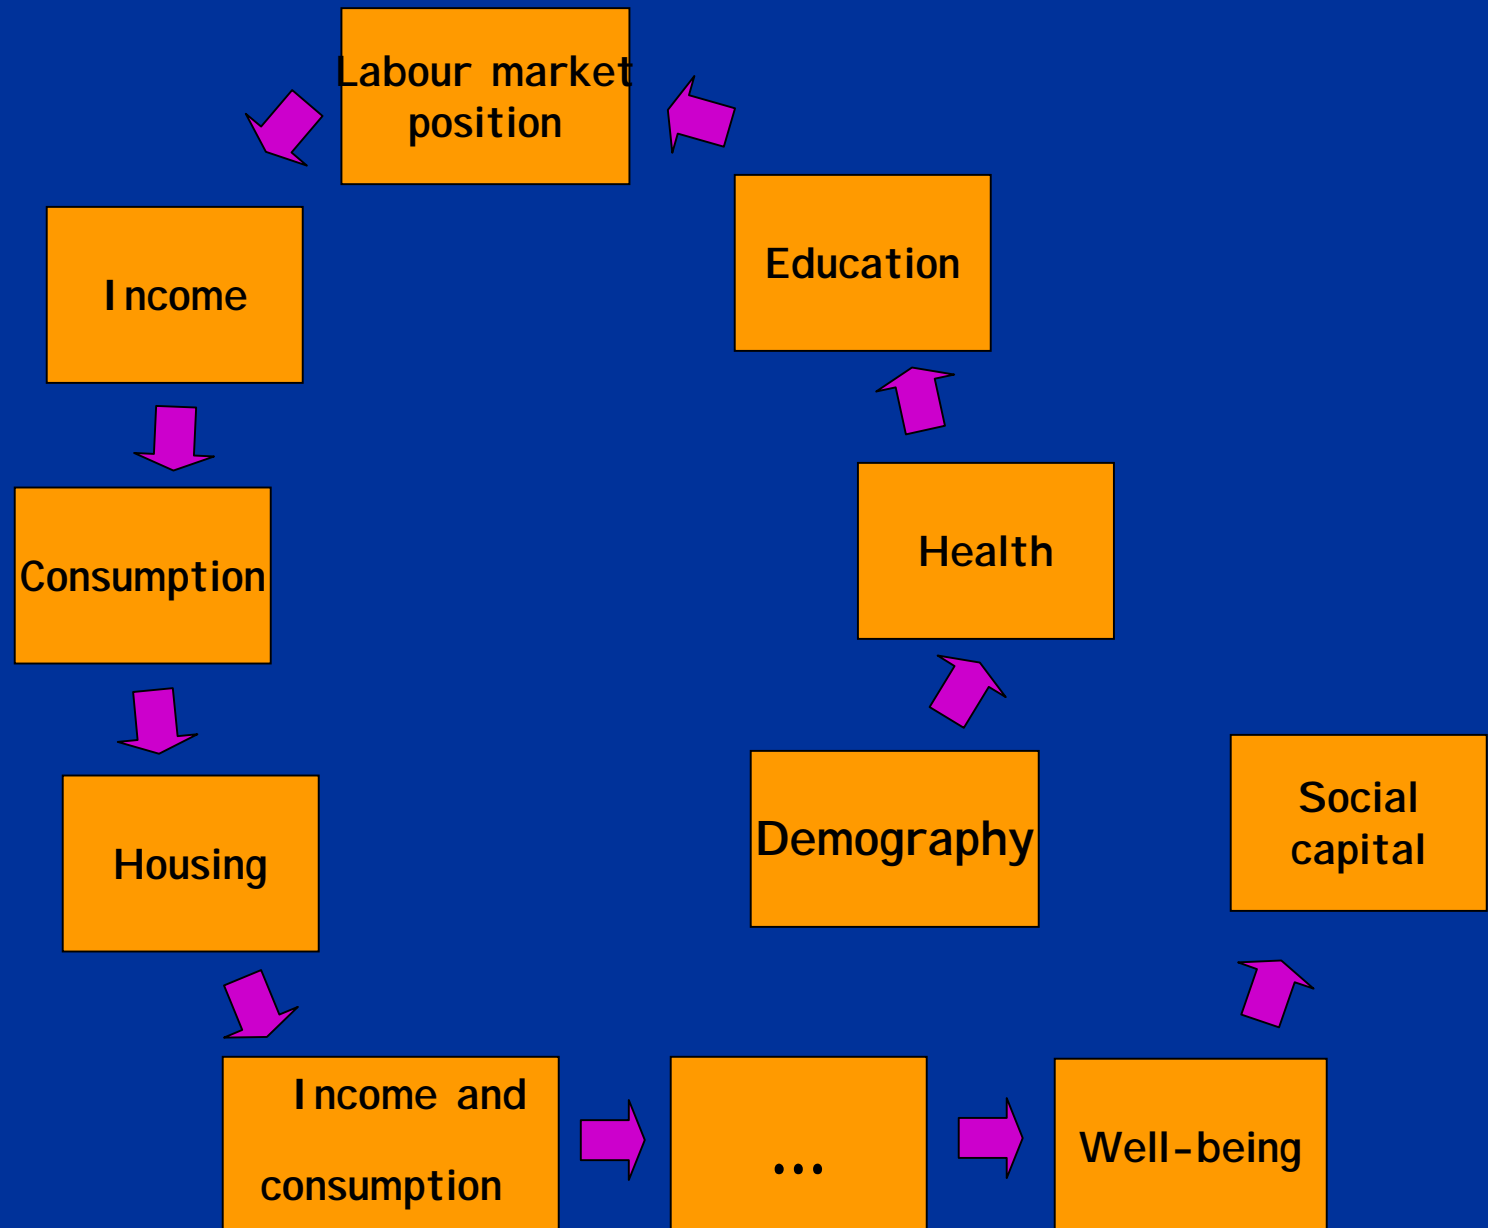 Labour market
position
Education
Income
Health
Consumption
Social
capital
Demography
Housing
Income and
consumption
...
Well-being